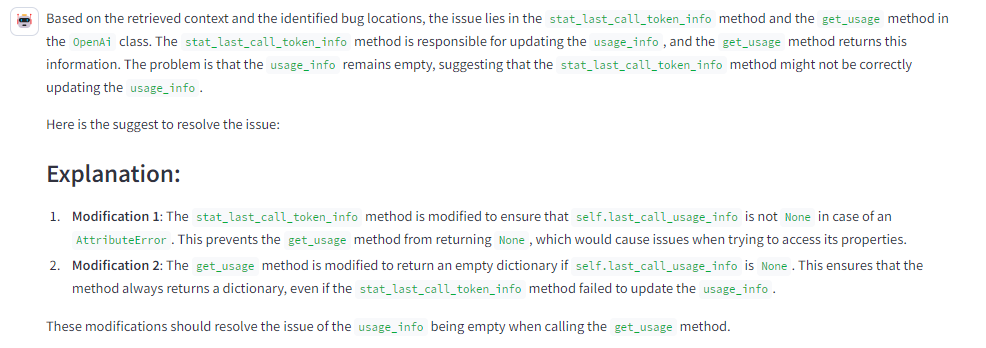 Based on the retrieved context and the identified bug locations, the issue lies in the stat_last_call_token_info method and the get_usage method in
the OpenAi class. The stat_last_call_token_info method is responsible for updating the usage_info , and the get_usage method returns this
information. The problem is that the usage_info remains empty, suggesting that the stat_last_call_token_info method might not be correctly
updating the usage_info .
Here is the suggest to resolve the issue:
Explanation:
1. Modification 1: The stat_last_call_token_info method is modified to ensure that self.last_call_usage_info is not None in case of an
AttributeError . This prevents the get_usage method from returning None , which would cause issues when trying to access its properties.
2. Modification 2: The get_usage method is modified to return an empty dictionary if self.last_call_usage_info is None . This ensures that the
method always returns a dictionary, even if the stat_last_call_token_info method failed to update the usage_info .
These modifications should resolve the issue of the usage_info being empty when calling the get_usage method.